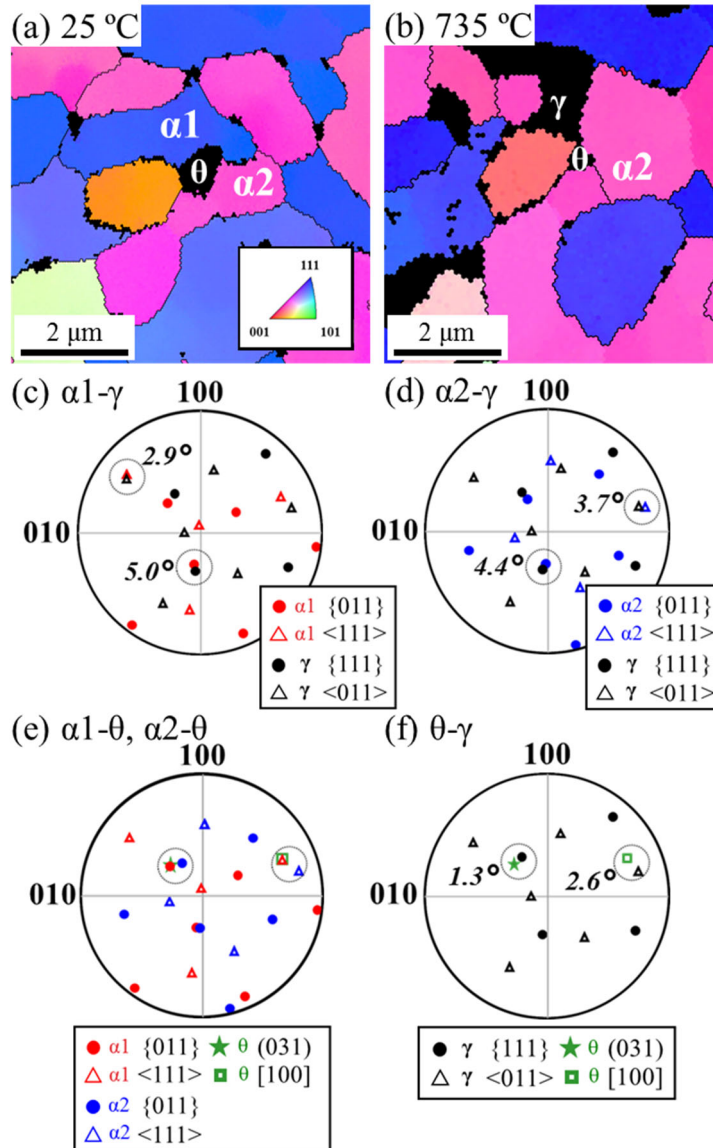 (a) 25 ºC
α1
θ
α2
111
001
101
2 μm
(b) 735 ºC
γ
θ
α2
2 μm
(c) α1-γ
100
2.9°
010
5.0°
α1 {011}
α1 <111>
γ {111}
γ <011>
(d) α2-γ
100
3.7°
010
4.4°
α2 {011}
α2 <111>
γ {111}
γ <011>
(e) α1-θ, α2-θ
100
010
α1 {011} θ (031)
α1 <111> θ [100]
α2 {011}
α2 <111>
(f) θ-γ
100
1.3°
2.6°
010
γ {111} θ (031)
γ <011> θ [100]